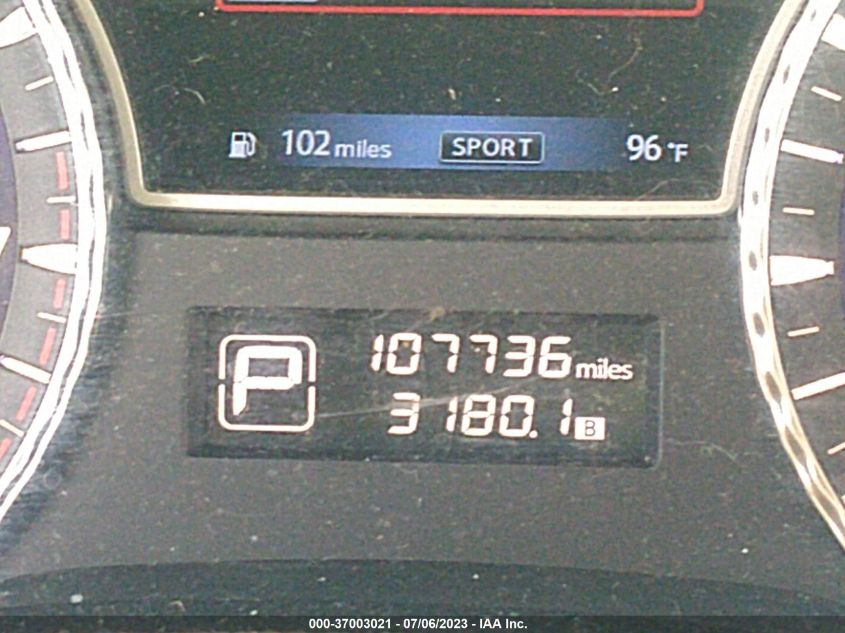 102 miles SPORT 96 °F
P 107736 miles
3180.1 B
000-37003021 - 07/06/2023 - IAA Inc.